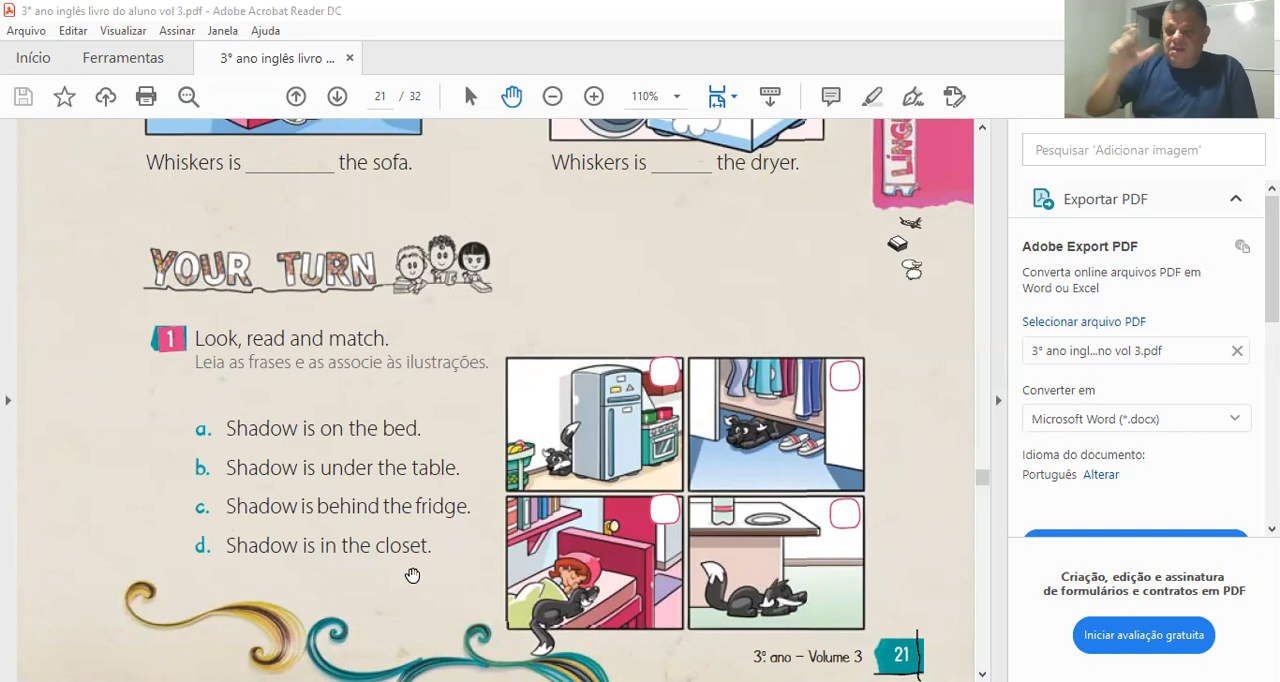 3° ano inglês livro do aluno vol 3.pdf - Adobe Acrobat Reader DC
Arquivo Editar Visualizar Assinar Janela Ajuda
Início Ferramentas 3° ano inglês livro ... ×
21 / 32 110%
Whiskers is ________ the sofa. Whiskers is _____ the dryer.
LÍNGU
YOUR TURN
1 Look, read and match.
Leia as frases e as associe às ilustrações.
a. Shadow is on the bed.
b. Shadow is under the table.
c. Shadow is behind the fridge.
d. Shadow is in the closet.
3º. ano – Volume 3 21
Pesquisar 'Adicionar imagem'
Exportar PDF
Adobe Export PDF
Converta online arquivos PDF em
Word ou Excel
Selecionar arquivo PDF
3° ano ingl...no vol 3.pdf
Converter em
Microsoft Word (*.docx)
Idioma do documento:
Português Alterar
Criação, edição e assinatura
de formulários e contratos em PDF
Iniciar avaliação gratuita